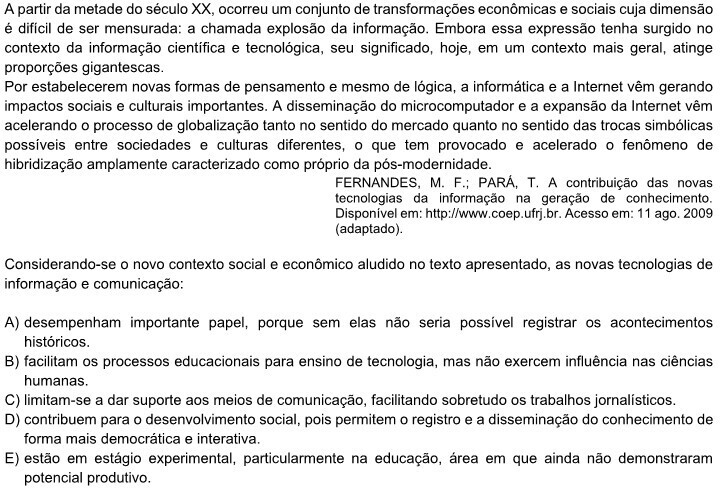 A partir da metade do século XX, ocorreu um conjunto de transformações econômicas e sociais cuja dimensão
é difícil de ser mensurada: a chamada explosão da informação. Embora essa expressão tenha surgido no
contexto da informação científica e tecnológica, seu significado, hoje, em um contexto mais geral, atinge
proporções gigantescas.
Por estabelecerem novas formas de pensamento e mesmo de lógica, a informática e a Internet vêm gerando
impactos sociais e culturais importantes. A disseminação do microcomputador e a expansão da Internet vêm
acelerando o processo de globalização tanto no sentido do mercado quanto no sentido das trocas simbólicas
possíveis entre sociedades e culturas diferentes, o que tem provocado e acelerado o fenômeno de
hibridização amplamente caracterizado como próprio da pós-modernidade.
FERNANDES, M. F.; PARÁ, T. A contribuição das novas
tecnologias da informação na geração de conhecimento.
Disponível em: http://www.coep.ufrj.br. Acesso em: 11 ago. 2009
(adaptado).
Considerando-se o novo contexto social e econômico aludido no texto apresentado, as novas tecnologias de
informação e comunicação:
A) desempenham importante papel, porque sem elas não seria possível registrar os acontecimentos
históricos.
B) facilitam os processos educacionais para ensino de tecnologia, mas não exercem influência nas ciências
humanas.
C) limitam-se a dar suporte aos meios de comunicação, facilitando sobretudo os trabalhos jornalísticos.
D) contribuem para o desenvolvimento social, pois permitem o registro e a disseminação do conhecimento de
forma mais democrática e interativa.
E) estão em estágio experimental, particularmente na educação, área em que ainda não demonstraram
potencial produtivo.